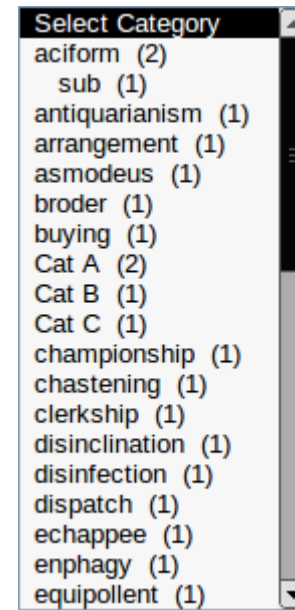 Select Category
aciform (2)
sub (1)
antiquarianism (1)
arrangement (1)
asmodeus (1)
broder (1)
buying (1)
Cat A (2)
Cat B (1)
Cat C (1)
championship (1)
chastening (1)
clerkship (1)
disinclination (1)
disinfection (1)
dispatch (1)
echappee (1)
enphagy (1)
equipollent (1)